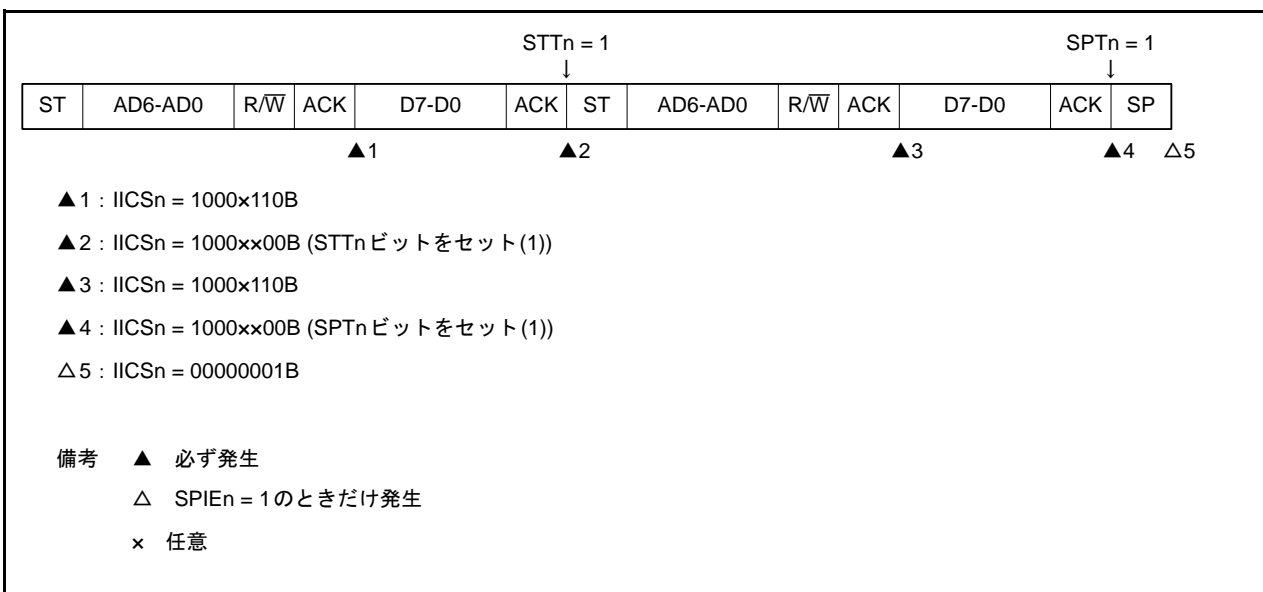 STTn = 1 SPTn = 1
↓ ↓
ST AD6-AD0 R/W̅ ACK D7-D0 ACK ST AD6-AD0 R/W̅ ACK D7-D0 ACK SP
▲1 ▲2 ▲3 ▲4 △5
▲1：IICSn = 1000×110B
▲2：IICSn = 1000××00B (STTnビットをセット(1))
▲3：IICSn = 1000×110B
▲4：IICSn = 1000××00B (SPTnビットをセット(1))
△5：IICSn = 00000001B
備考 ▲ 必ず発生
△ SPIEn = 1のときだけ発生
× 任意